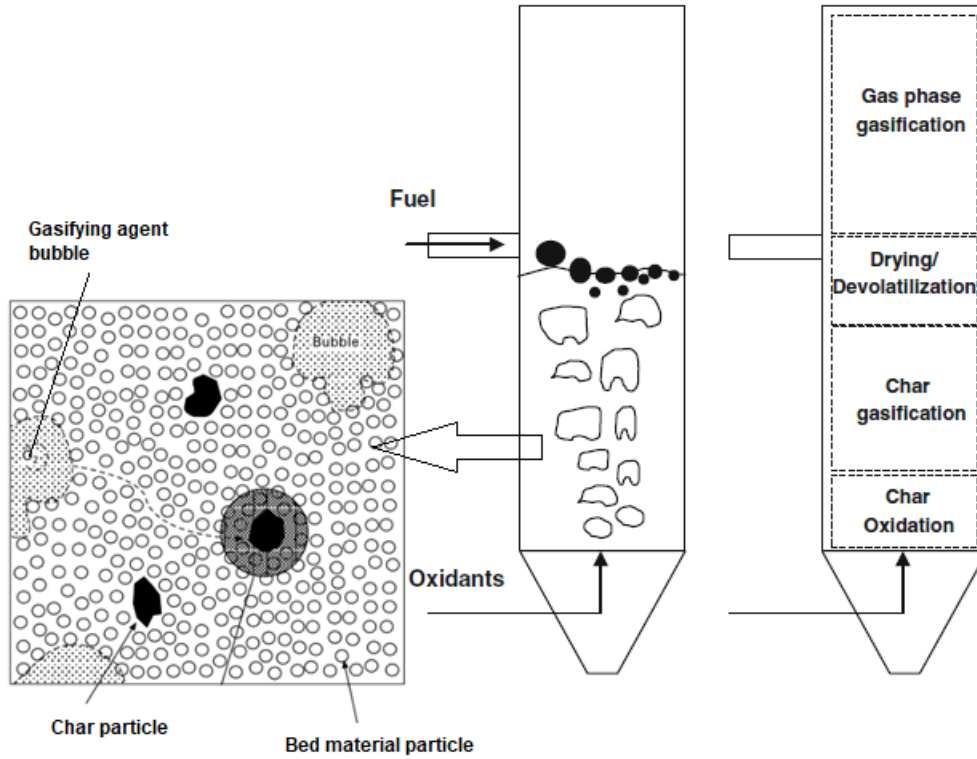 Gasifying agent
bubble
Bubble
Char particle
Bed material particle
Fuel
Oxidants
Gas phase
gasification
Drying/
Devolatilization
Char
gasification
Char
Oxidation